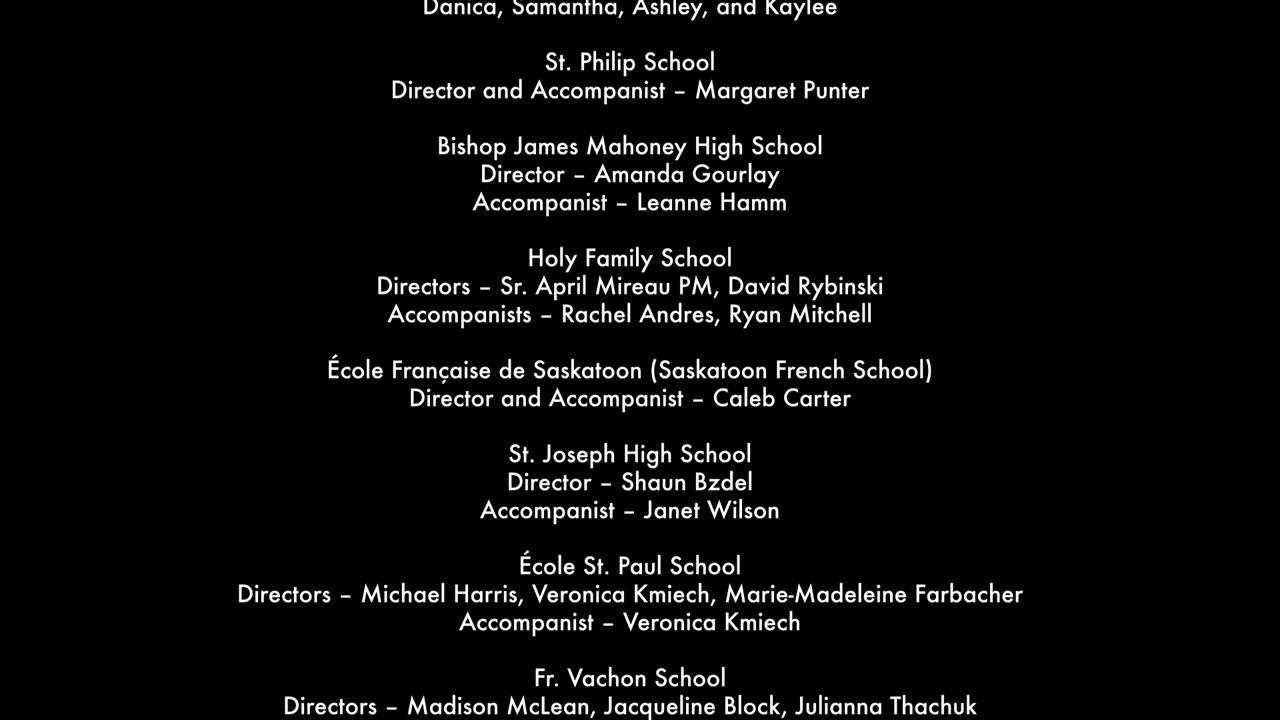 Danica, Samantha, Ashley, and Kaylee
St. Philip School
Director and Accompanist – Margaret Punter
Bishop James Mahoney High School
Director – Amanda Gourlay
Accompanist – Leanne Hamm
Holy Family School
Directors – Sr. April Mireau PM, David Rybinski
Accompanists – Rachel Andres, Ryan Mitchell
École Française de Saskatoon (Saskatoon French School)
Director and Accompanist – Caleb Carter
St. Joseph High School
Director – Shaun Bzdel
Accompanist – Janet Wilson
École St. Paul School
Directors – Michael Harris, Veronica Kmiech, Marie-Madeleine Farbacher
Accompanist – Veronica Kmiech
Fr. Vachon School
Directors – Madison McLean, Jacqueline Block, Julianna Thachuk